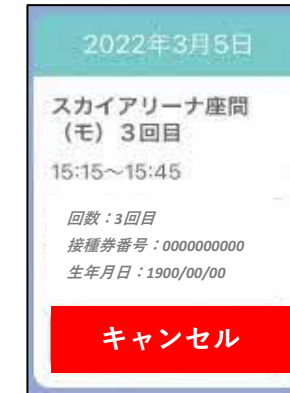 2022年3月5日
スカイアリーナ座間
（モ）３回目
15:15～15:45
回数：3回目
接種券番号：0000000000
生年月日：1900/00/00
キャンセル